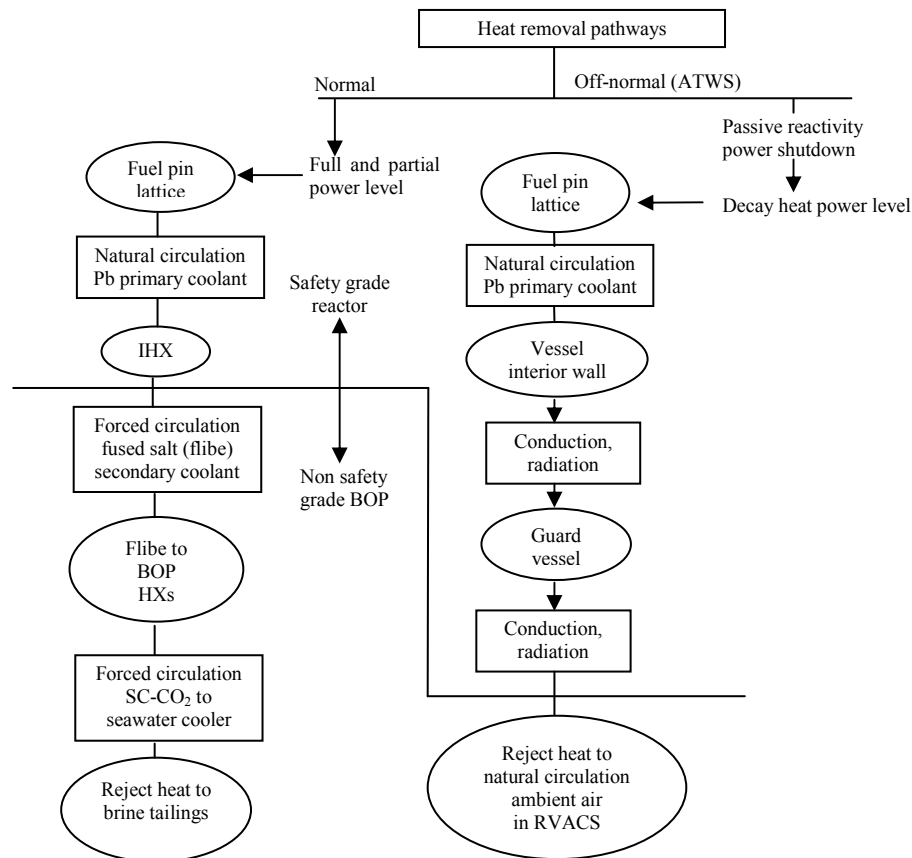 Heat removal pathways
Normal
Off-normal (ATWS)
Full and partial
power level
Fuel pin
lattice
Natural circulation
Pb primary coolant
IHX
Safety grade
reactor
Non safety
grade BOP
Forced circulation
fused salt (flibe)
secondary coolant
Flibe to
BOP
HXs
Forced circulation
SC-CO₂ to
seawater cooler
Reject heat to
brine tailings
Passive reactivity
power shutdown
Decay heat power level
Fuel pin
lattice
Natural circulation
Pb primary coolant
Vessel
interior wall
Conduction,
radiation
Guard
vessel
Conduction,
radiation
Reject heat to
natural circulation
ambient air
in RVACS